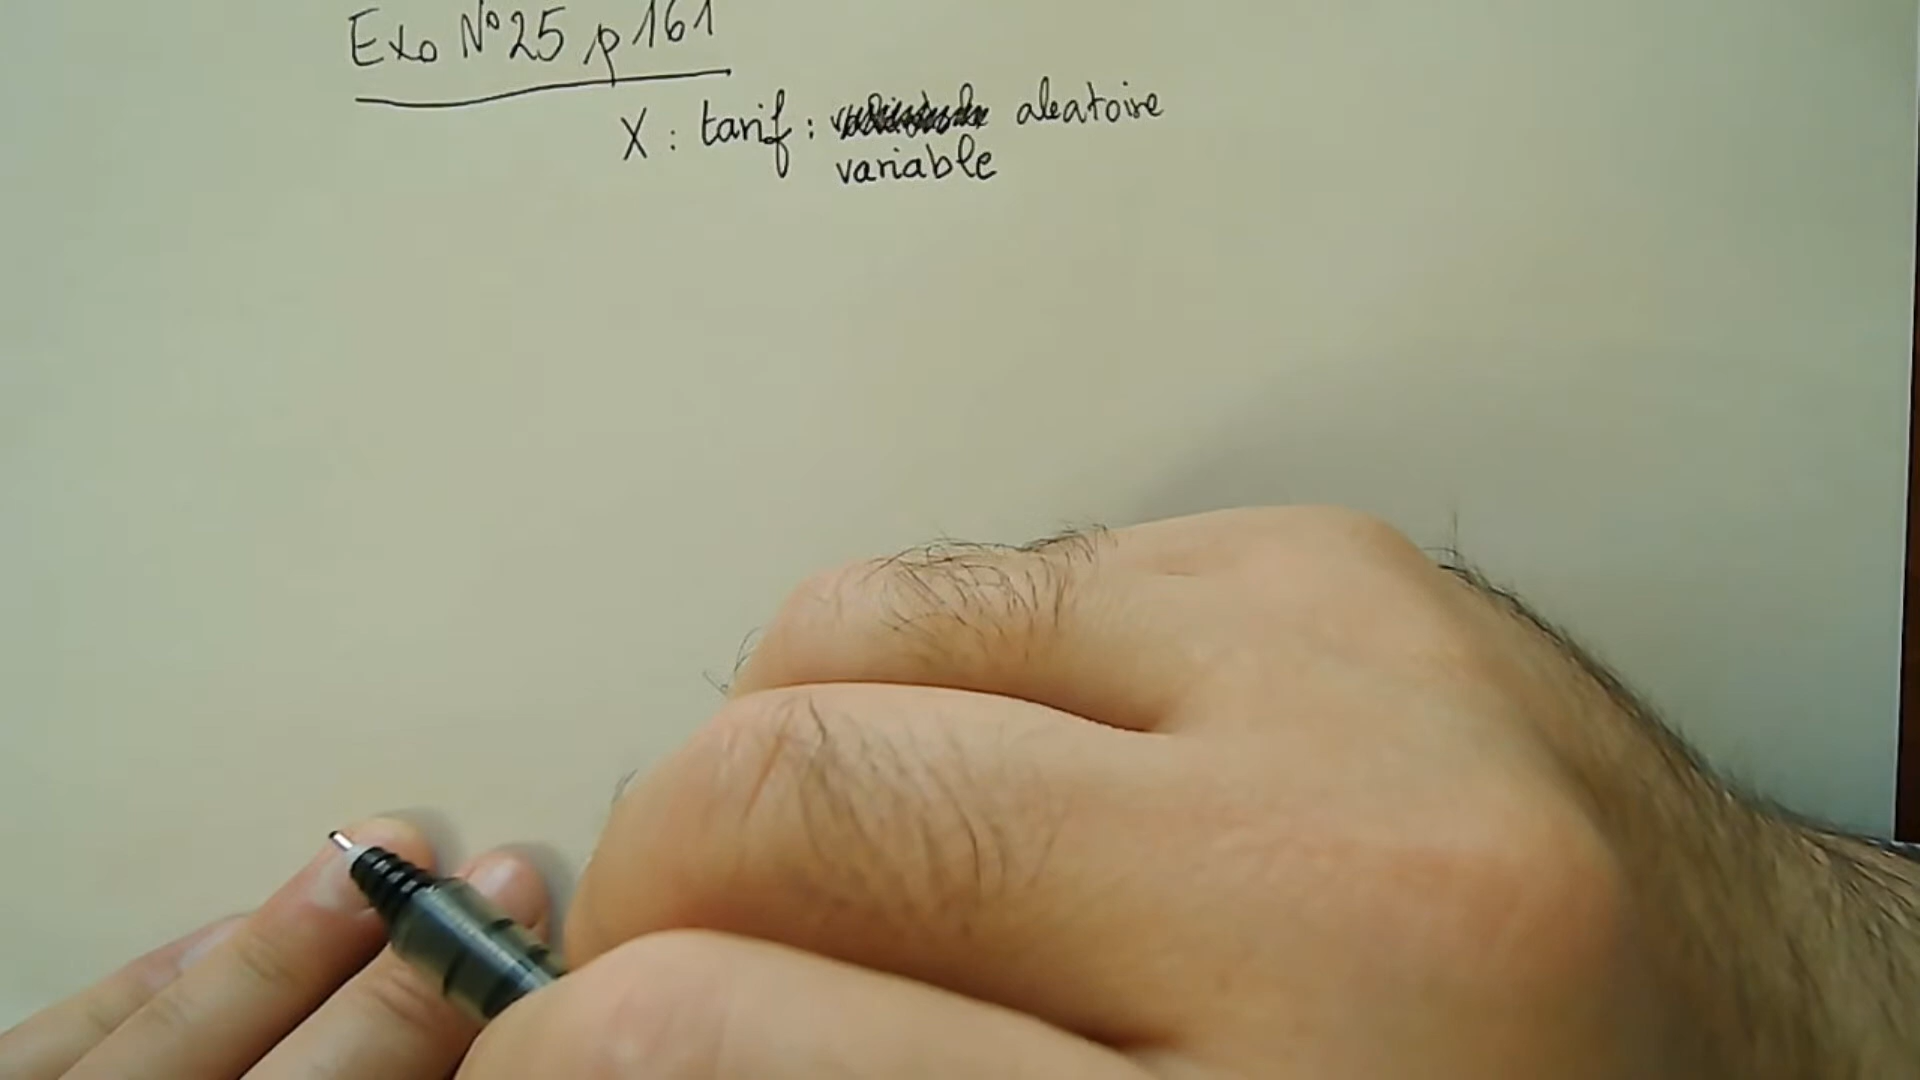 Exo N°25 p 161
X : tarif : aleatoire
variable